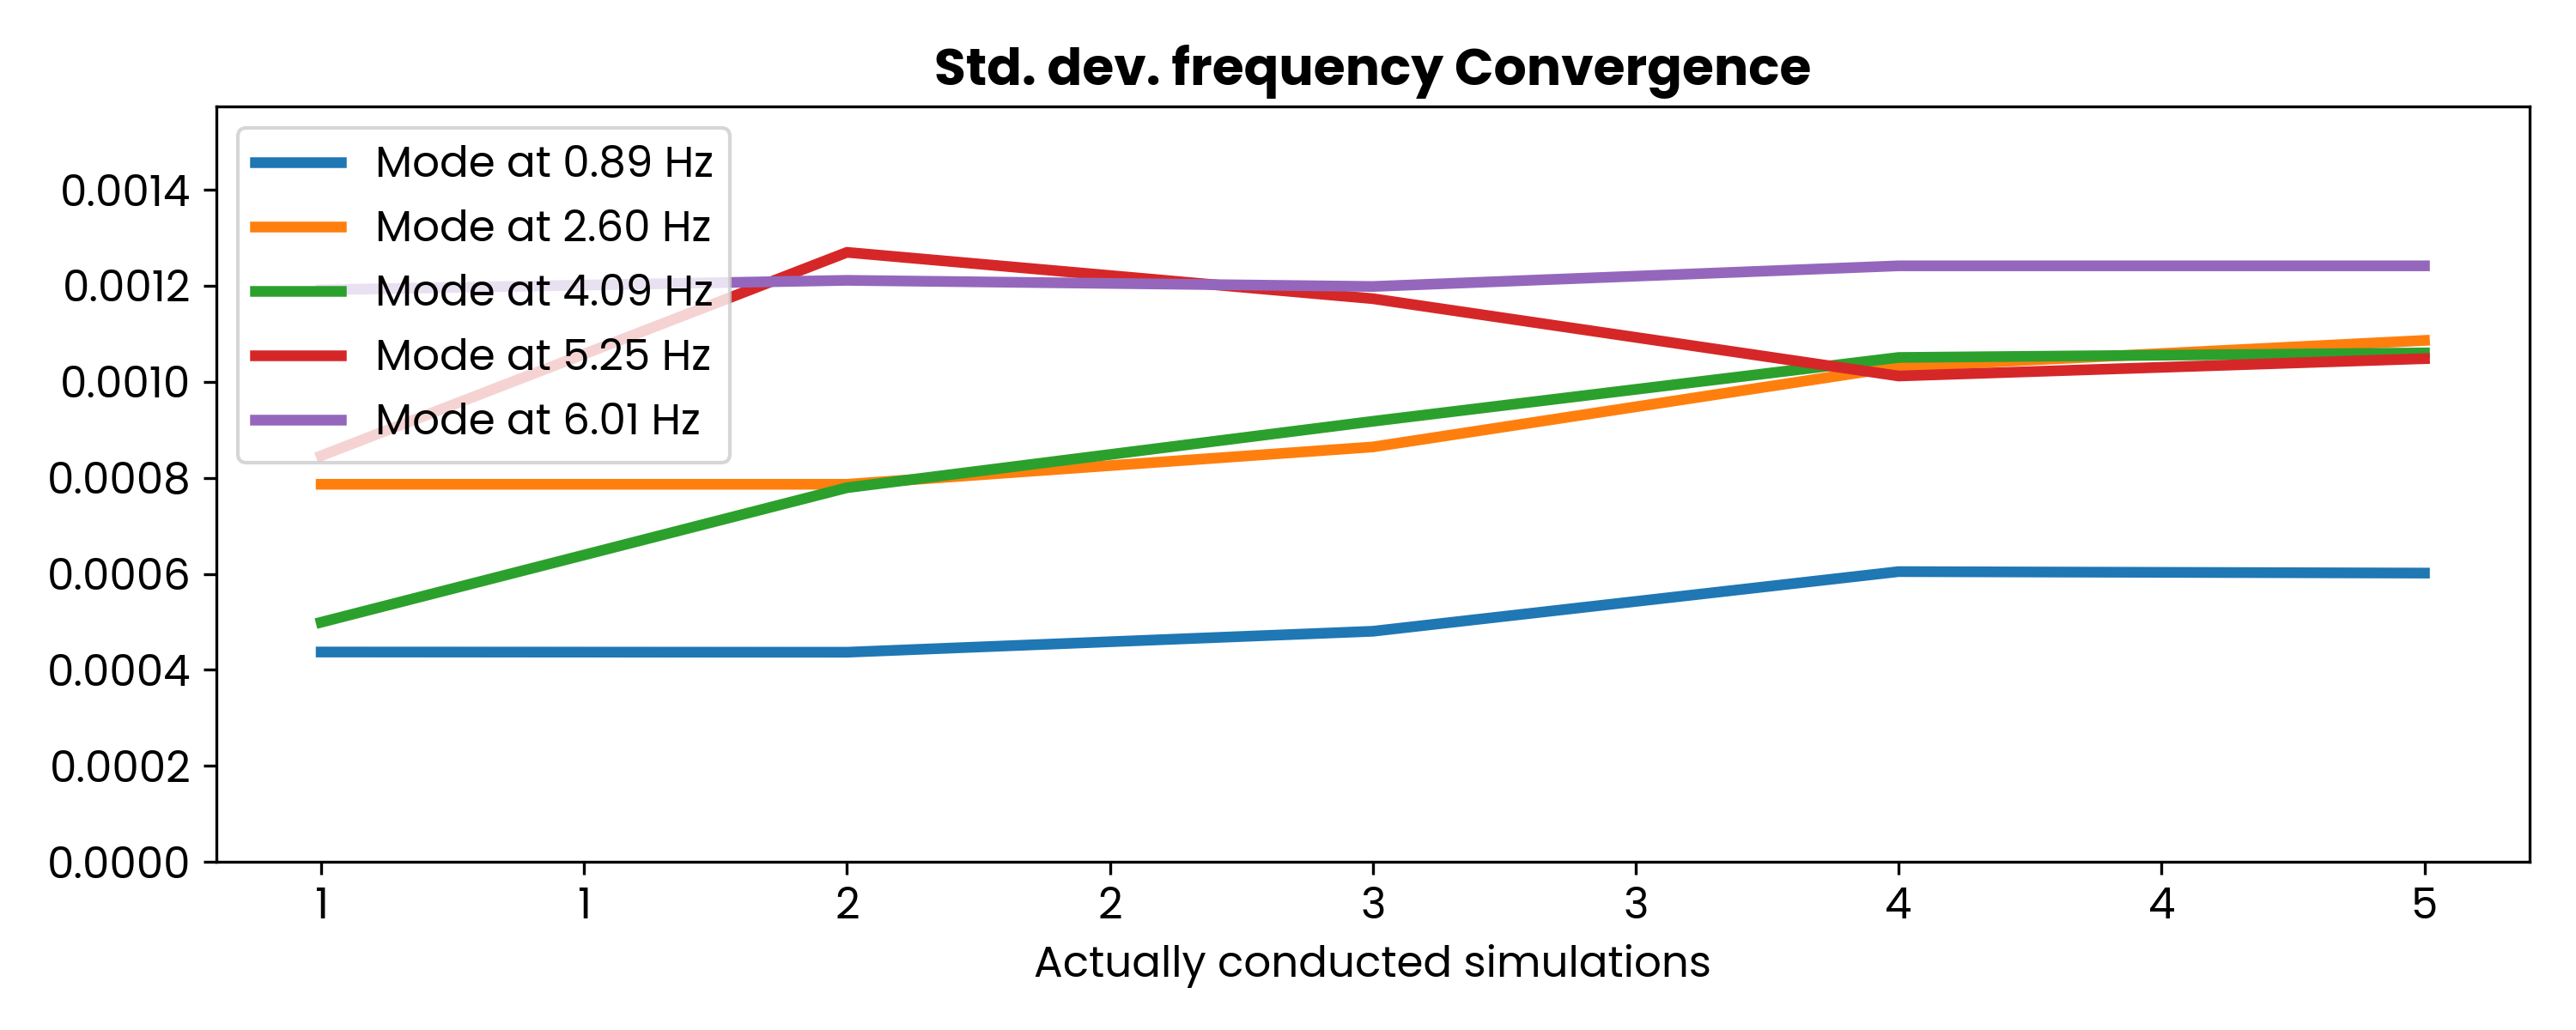 Std. dev. frequency Convergence
Mode at 0.89 Hz
Mode at 2.60 Hz
Mode at 4.09 Hz
Mode at 5.25 Hz
Mode at 6.01 Hz
0.0014
0.0012
0.0010
0.0008
0.0006
0.0004
0.0002
0.0000
1 1 2 2 3 3 4 4 5
Actually conducted simulations